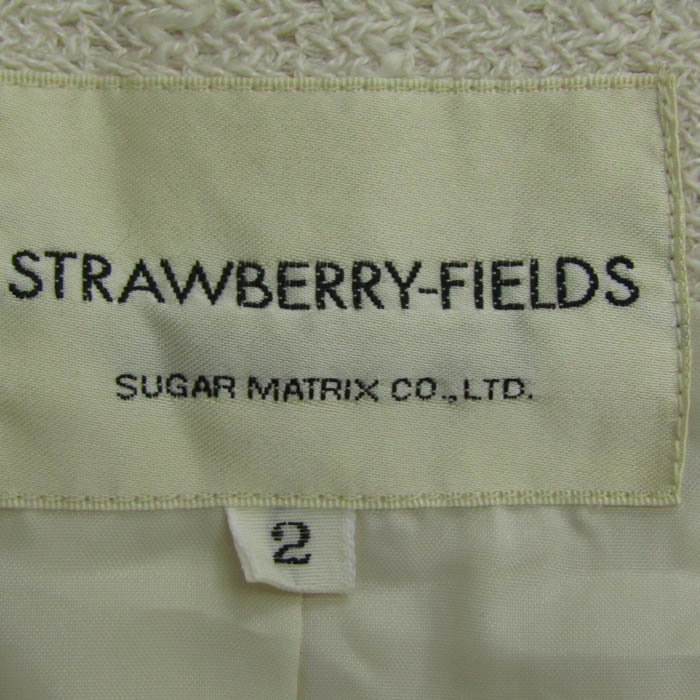 STRAWBERRY-FIELDS
SUGAR MATRIX CO.,LTD.
2